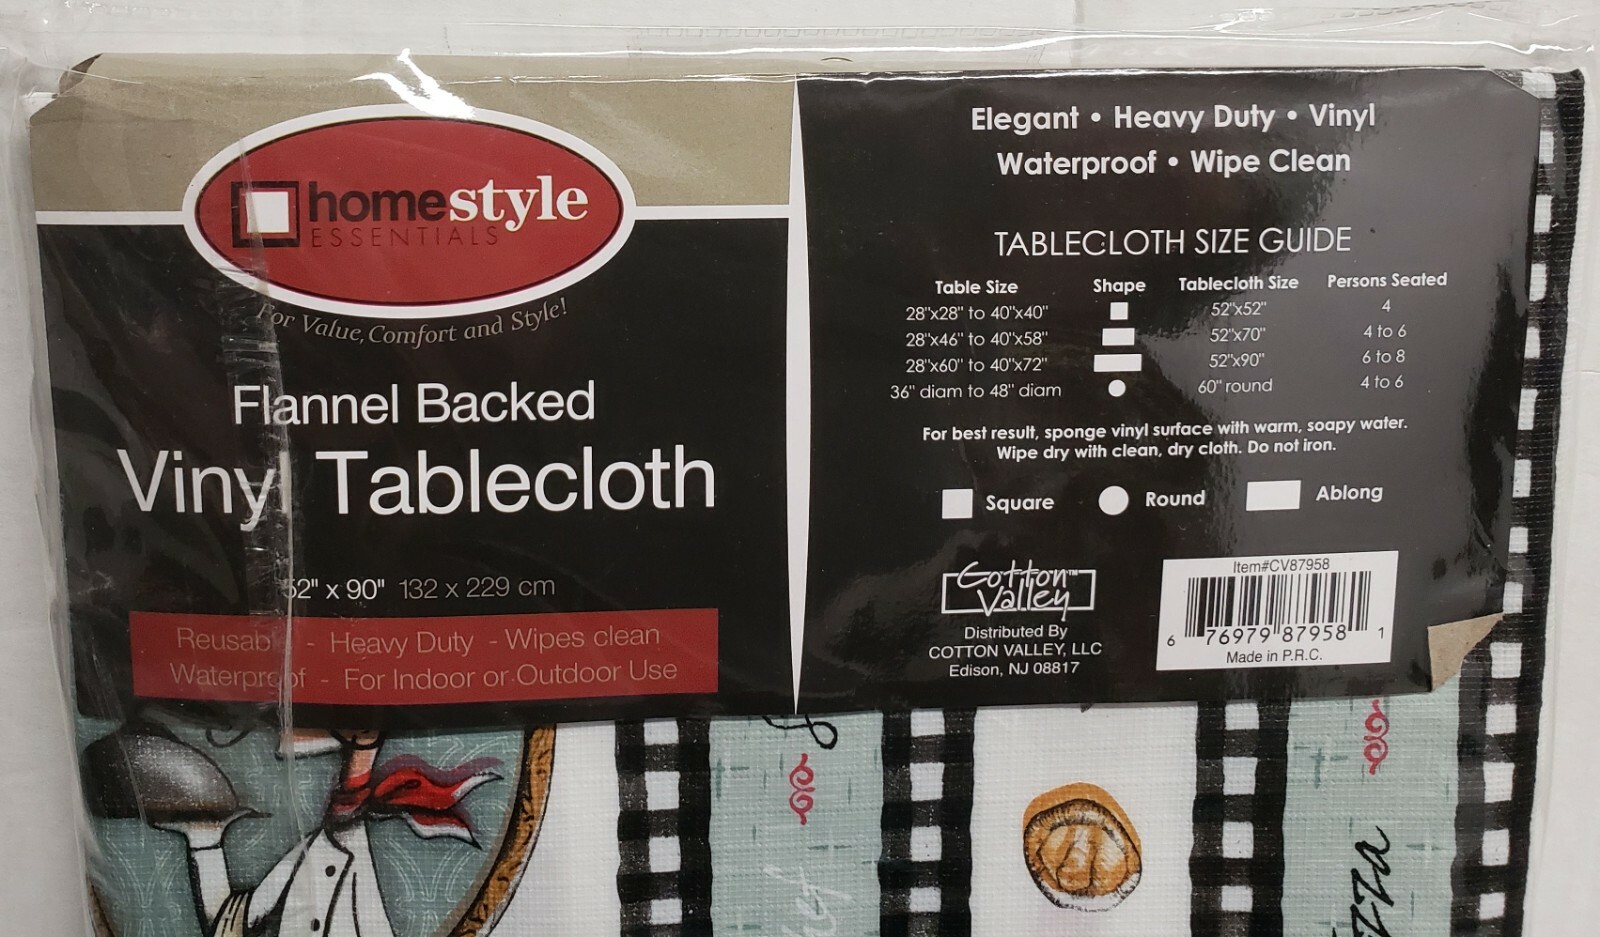 homestyle
ESSENTIALS
For Value, Comfort and Style!
Flannel Backed
Vinyl Tablecloth
52" x 90" 132 x 229 cm
Reusable - Heavy Duty - Wipes clean
Waterproof - For Indoor or Outdoor Use
Elegant • Heavy Duty • Vinyl
Waterproof • Wipe Clean
TABLECLOTH SIZE GUIDE
Table Size Shape Tablecloth Size Persons Seated
28"x28" to 40"x40" 52"x52" 4
28"x46" to 40"x58" 52"x70" 4 to 6
28"x60" to 40"x72" 52"x90" 6 to 8
36" diam to 48" diam 60" round 4 to 6
For best result, sponge vinyl surface with warm, soapy water.
Wipe dry with clean, dry cloth. Do not iron.
Square Round Ablong
Cotton™
Valley
Distributed By
COTTON VALLEY, LLC
Edison, NJ 08817
Item#CV87958
6 76979 87958 1
Made in P.R.C.